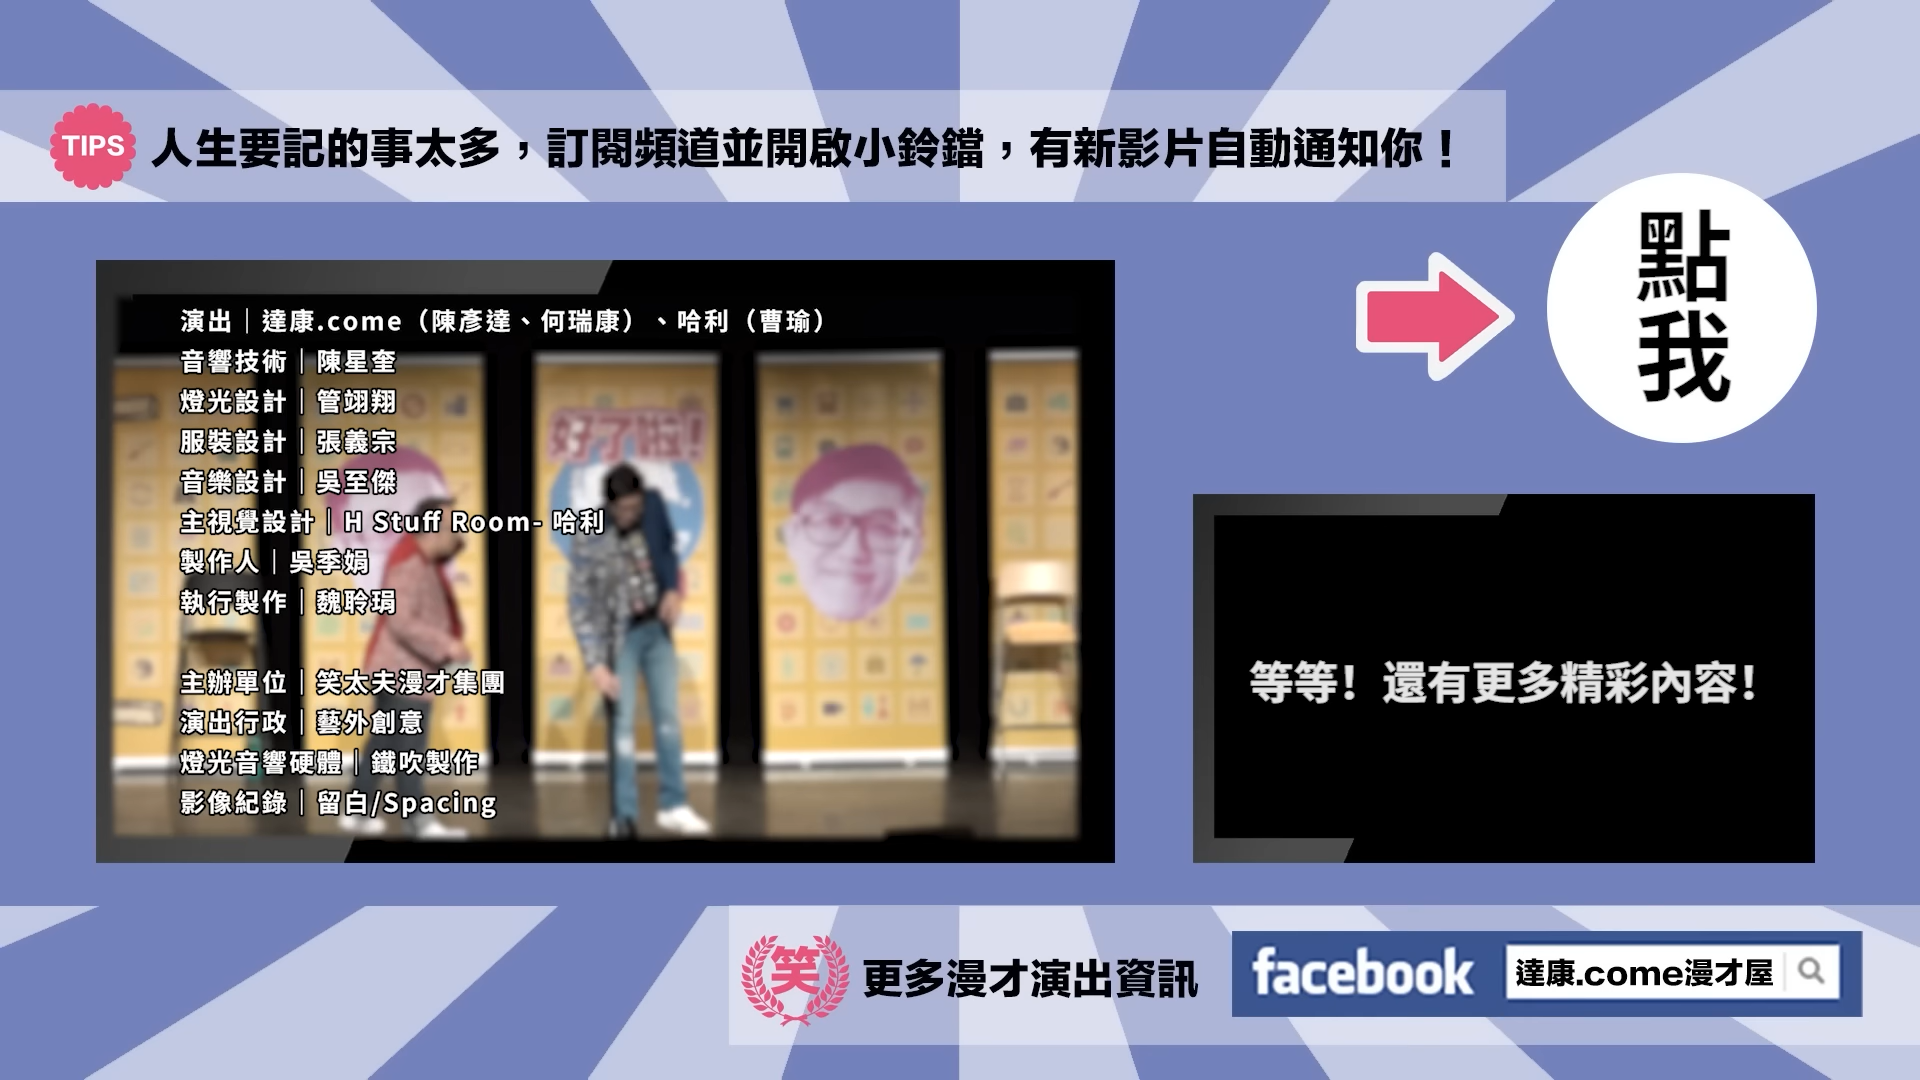 TIPS 人生要記的事太多，訂閱頻道並開啟小鈴鐺，有新影片自動通知你！
點我
演出｜達康.come（陳彥達、何瑞康）、哈利（曹瑜）
音響技術｜陳星奎
燈光設計｜管翊翔
服裝設計｜張義宗
音樂設計｜吳至傑
主視覺設計｜H Stuff Room- 哈利
製作人｜吳季娟
執行製作｜魏聆琄
主辦單位｜笑太夫漫才集團
演出行政｜藝外創意
燈光音響硬體｜鐵吹製作
影像紀錄｜留白/Spacing
好了啦!
等等！還有更多精彩內容！
笑 更多漫才演出資訊
facebook 達康.come漫才屋